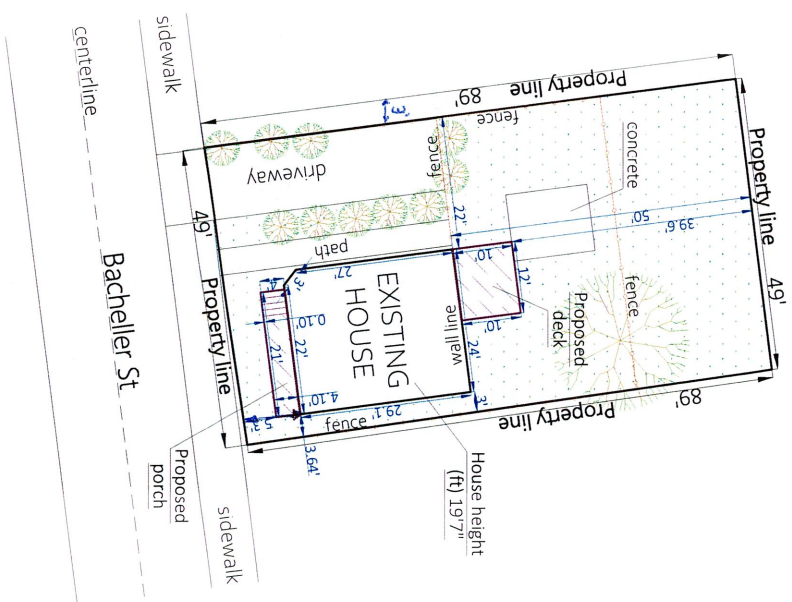 sidewalk
centerline
Bacheller St
sidewalk
Property line
89'
3'
fence
Property line
49'
concrete
driveway
fence
22'
50'
39.6'
49'
Property line
path
27'
10'
12'
fence
4'
3'
0.10'
22'
21'
EXISTING
HOUSE
wall line
10'
Proposed
deck
24'
4.10'
29.1'
3'
5.3'
fence
3.64'
89'
Property line
Proposed
porch
House height
(ft) 19'7"